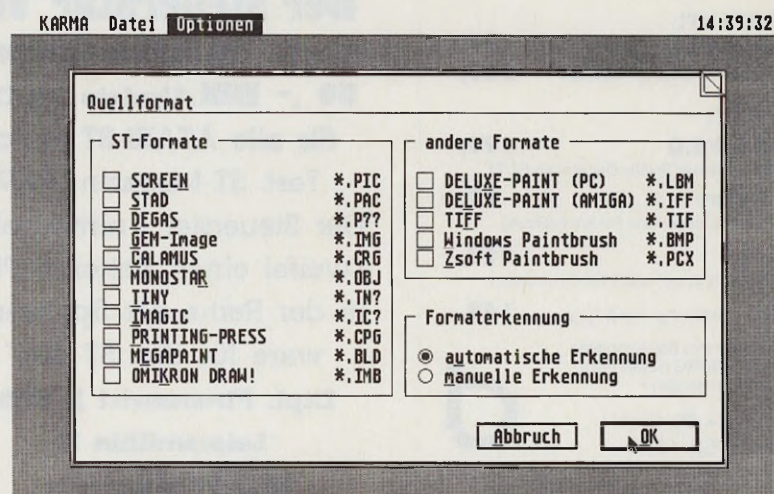 KARMA Datei Optionen 14:39:32
Quellformat
ST-Formate
SCREEN *.PIC
STAD *.PAC
DEGAS *.P??
GEM-Image *.IMG
CALAMUS *.CRG
MONOSTAR *.OBJ
TINY *.TN?
IMAGIC *.IC?
PRINTING-PRESS *.CPG
MEGAPAINT *.BLD
OMIKRON DRAW! *.IMB
andere Formate
DELUXE-PAINT (PC) *.LBM
DELUXE-PAINT (AMIGA) *.IFF
TIFF *.TIF
Windows Paintbrush *.BMP
Zsoft Paintbrush *.PCX
Formaterkennung
automatische Erkennung
manuelle Erkennung
Abbruch OK